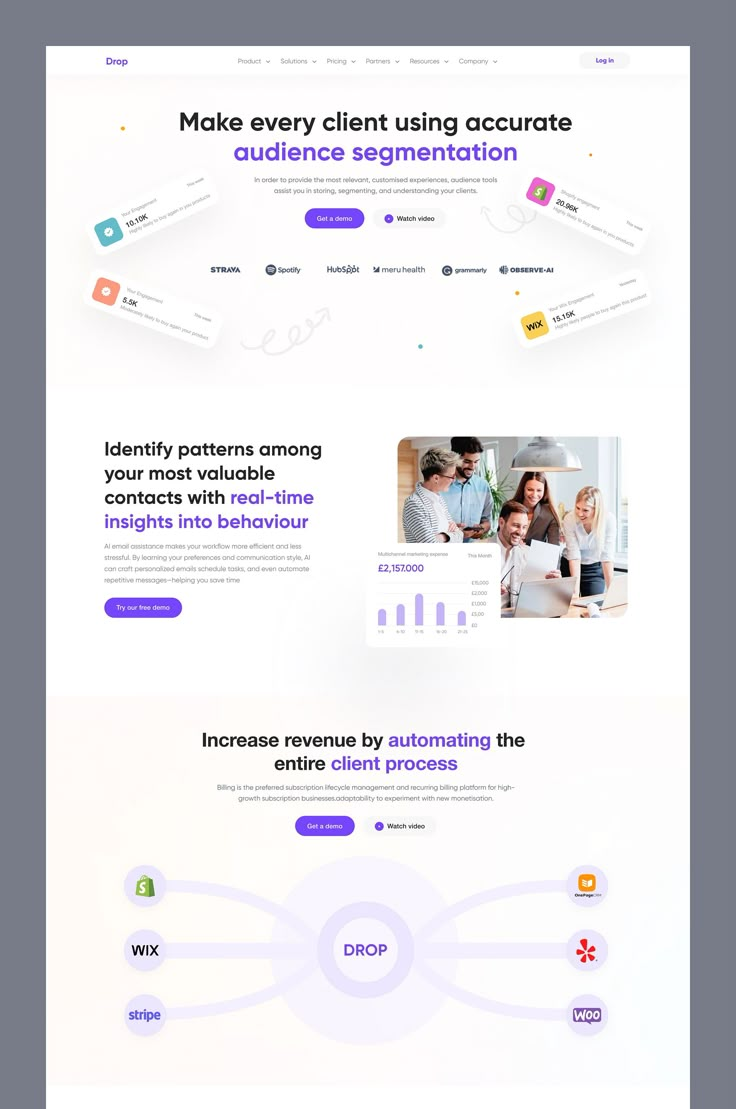 Drop
Product
Solutions
Pricing
Partners
Resources
Company
Log in
Make every client using accurate
audience segmentation
In order to provide the most relevant, customised experiences, audience tools
assist you in storing, segmenting, and understanding your clients.
Get a demo
Watch video
Your Engagement
This week
10.10K
Highly likely to buy again in you products
Shopify engagement
This week
20.96K
Highly likely to buy again in you products
STRAVA
Spotify
HubSpot
meru health
grammarly
OBSERVE•AI
Your Engagement
This week
5.5K
Moderately likely to buy again your product
Your Wix Engagement
Yesterday
WiX
15.15K
Highly likely people to buy again this product
Identify patterns among
your most valuable
contacts with real-time
insights into behaviour
AI email assistance makes your workflow more efficient and less
stressful. By learning your preferences and communication style, AI
can craft personalized emails schedule tasks, and even automate
repetitive messages—helping you save time
Try our free demo
Multichannel marketing expense
This Month
£2,157.000
£2,000
£1,000
£0
1-5
6-10
11-15
16-20
21-25
Increase revenue by automating the
entire client process
Billing is the preferred subscription lifecycle management and recurring billing platform for high-
growth subscription businesses.adaptability to experiment with new monetisation.
Get a demo
Watch video
OnePageCRM
WIX
DROP
stripe
WOO